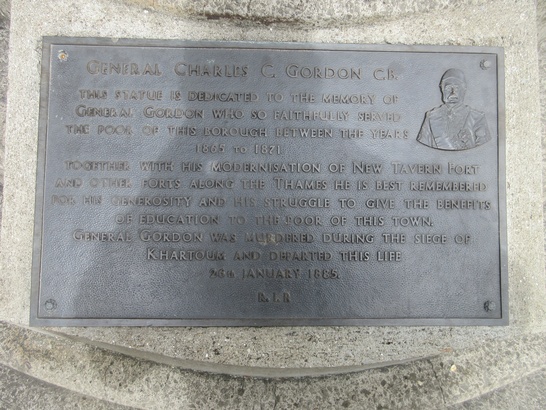 GENERAL CHARLES C. GORDON C.B.
THIS STATUE IS DEDICATED TO THE MEMORY OF
GENERAL GORDON WHO SO FAITHFULLY SERVED
THE POOR OF THIS BOROUGH BETWEEN THE YEARS
1865 TO 1871.
TOGETHER WITH HIS MODERNISATION OF NEW TAVERN FORT
AND OTHER FORTS ALONG THE THAMES HE IS BEST REMEMBERED
FOR HIS GENEROSITY AND HIS STRUGGLE TO GIVE THE BENEFITS
OF EDUCATION TO THE POOR OF THIS TOWN.
GENERAL GORDON WAS MURDERED DURING THE SIEGE OF
KHARTOUM AND DEPARTED THIS LIFE
26TH JANUARY 1885.
R.I.P.